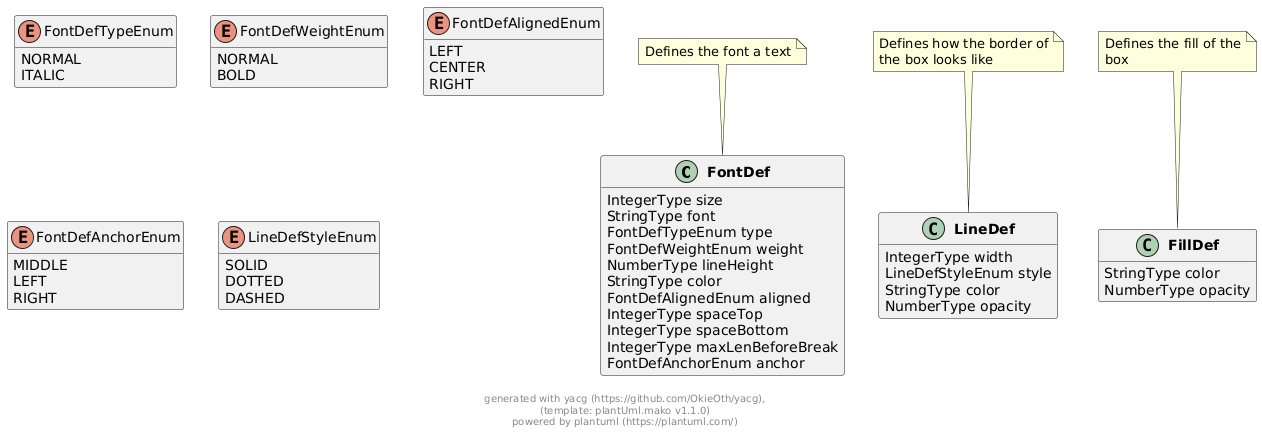 E FontDefTypeEnum
NORMAL
ITALIC
E FontDefWeightEnum
NORMAL
BOLD
E FontDefAlignedEnum
LEFT
CENTER
RIGHT
Defines the font a text
Defines how the border of
the box looks like
Defines the fill of the
box
E FontDefAnchorEnum
MIDDLE
LEFT
RIGHT
E LineDefStyleEnum
SOLID
DOTTED
DASHED
C FontDef
IntegerType size
StringType font
FontDefTypeEnum type
FontDefWeightEnum weight
NumberType lineHeight
StringType color
FontDefAlignedEnum aligned
IntegerType spaceTop
IntegerType spaceBottom
IntegerType maxLenBeforeBreak
FontDefAnchorEnum anchor
C LineDef
IntegerType width
LineDefStyleEnum style
StringType color
NumberType opacity
C FillDef
StringType color
NumberType opacity
generated with yacg (https://github.com/OkieOth/yacg),
(template: plantUml.mako v1.1.0)
powered by plantuml (https://plantuml.com/)